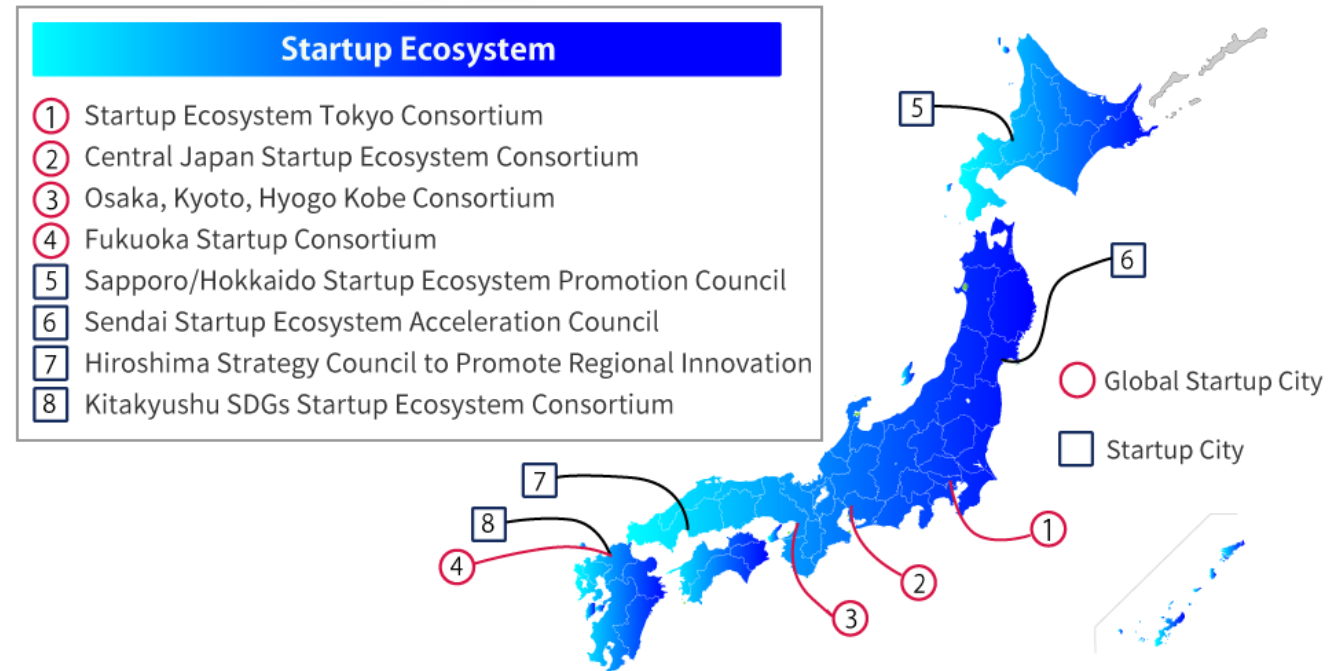 Startup Ecosystem
1 Startup Ecosystem Tokyo Consortium
2 Central Japan Startup Ecosystem Consortium
3 Osaka, Kyoto, Hyogo Kobe Consortium
4 Fukuoka Startup Consortium
5 Sapporo/Hokkaido Startup Ecosystem Promotion Council
6 Sendai Startup Ecosystem Acceleration Council
7 Hiroshima Strategy Council to Promote Regional Innovation
8 Kitakyushu SDGs Startup Ecosystem Consortium
5
6
Global Startup City
Startup City
7
8
4
1
2
3